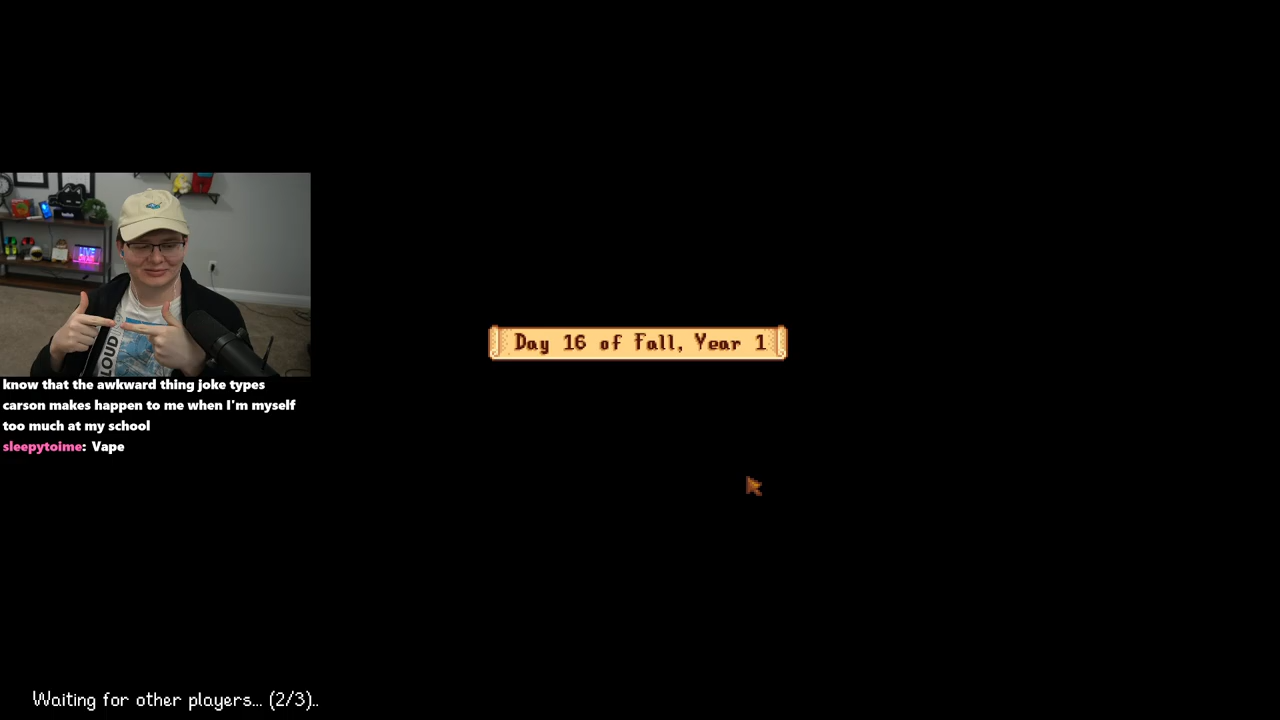 LOUD
know that the awkward thing joke types
carson makes happen to me when I'm myself
too much at my school
sleepytoime: Vape
Day 16 of Fall, Year 1
Waiting for other players... (2/3)..